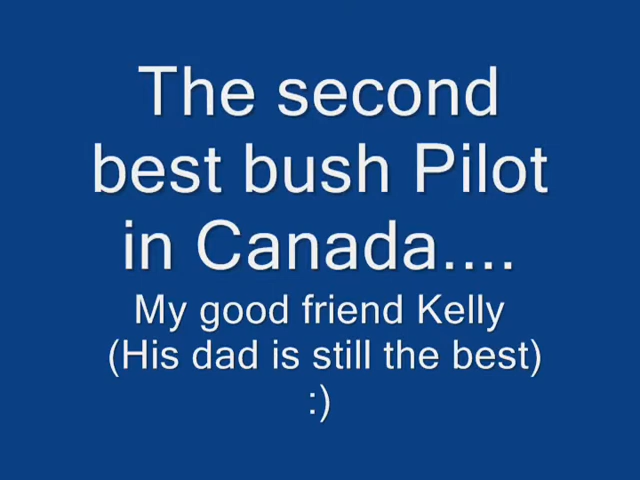 The second
best bush Pilot
in Canada....
My good friend Kelly
(His dad is still the best)
:)